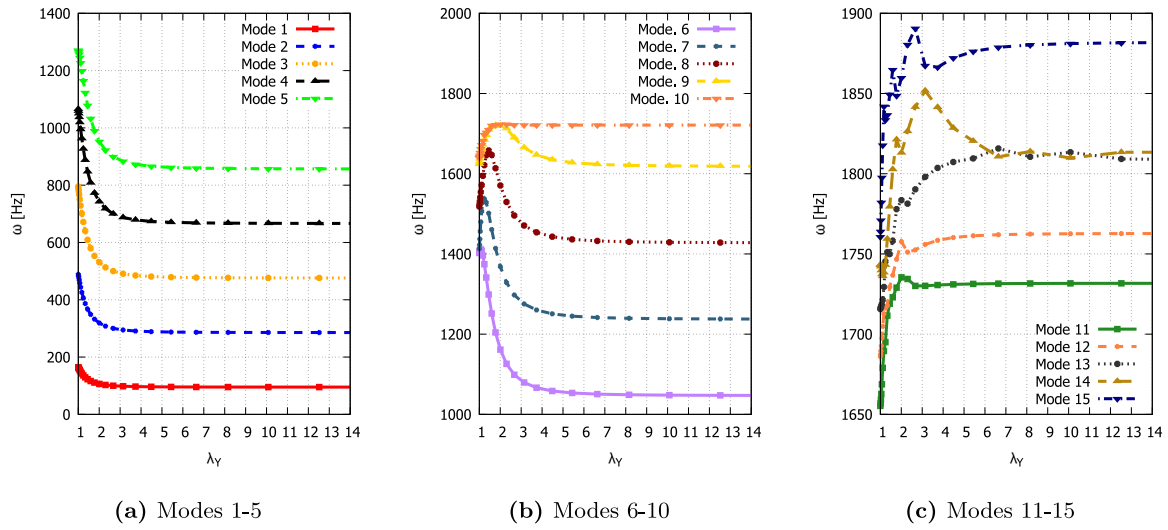 1400
1200
1000
800
600
400
200
0
ω [Hz]
Mode 1
Mode 2
Mode 3
Mode 4
Mode 5
1 2 3 4 5 6 7 8 9 10 11 12 13 14
λY
(a) Modes 1-5
2000
1800
1600
1400
1200
1000
ω [Hz]
Mode. 6
Mode. 7
Mode. 8
Mode. 9
Mode. 10
1 2 3 4 5 6 7 8 9 10 11 12 13 14
λY
(b) Modes 6-10
1900
1850
1800
1750
1700
1650
ω [Hz]
Mode 11
Mode 12
Mode 13
Mode 14
Mode 15
1 2 3 4 5 6 7 8 9 10 11 12 13 14
λY
(c) Modes 11-15